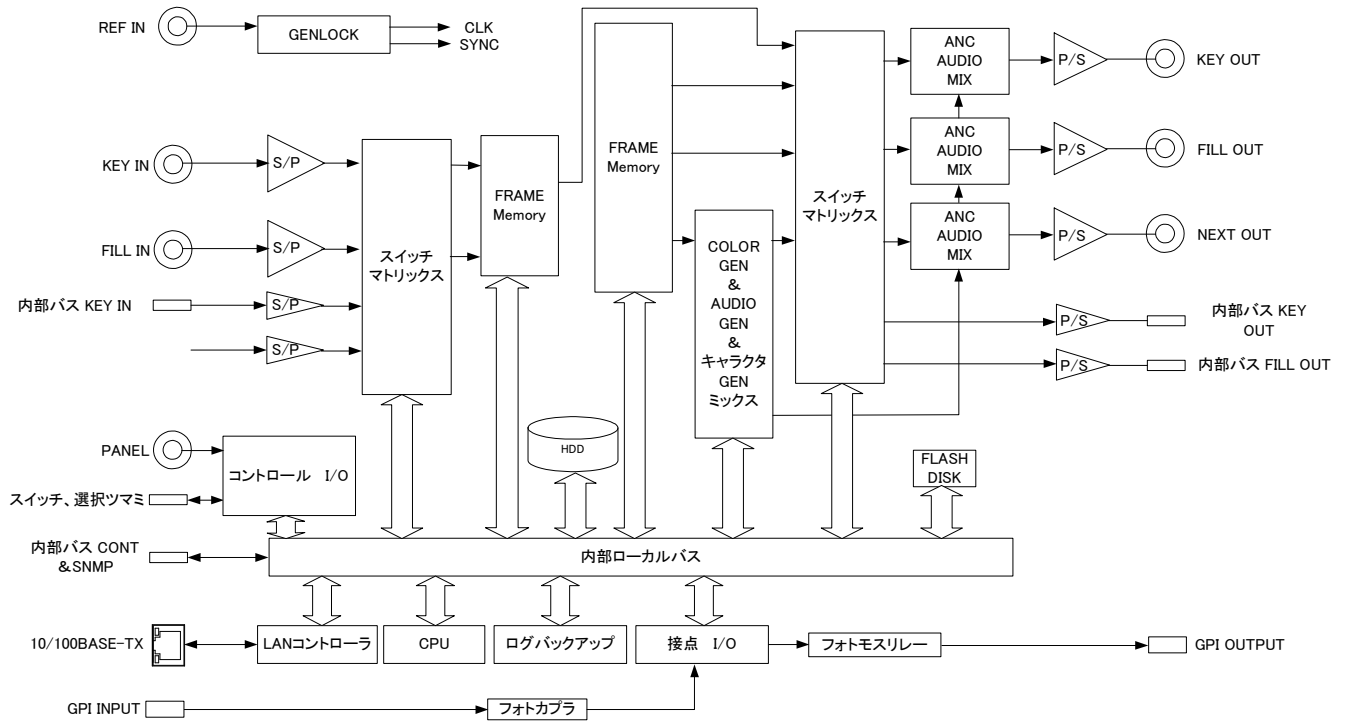 REF IN
GENLOCK
CLK
SYNC
KEY IN
S/P
FILL IN
S/P
内部バス KEY IN
S/P
S/P
スイッチ
マトリックス
FRAME
Memory
FRAME
Memory
COLOR
GEN
&
AUDIO
GEN
&
キャラクタ
GEN
ミックス
スイッチ
マトリックス
ANC
AUDIO
MIX
P/S
KEY OUT
ANC
AUDIO
MIX
P/S
FILL OUT
ANC
AUDIO
MIX
P/S
NEXT OUT
P/S
内部バス KEY
OUT
P/S
内部バス FILL OUT
PANEL
コントロール I/O
スイッチ、選択ツマミ
HDD
FLASH
DISK
内部バス CONT
&SNMP
内部ローカルバス
10/100BASE-TX
LANコントローラ
CPU
ログバックアップ
接点 I/O
フォトモスリレー
GPI OUTPUT
GPI INPUT
フォトカプラ